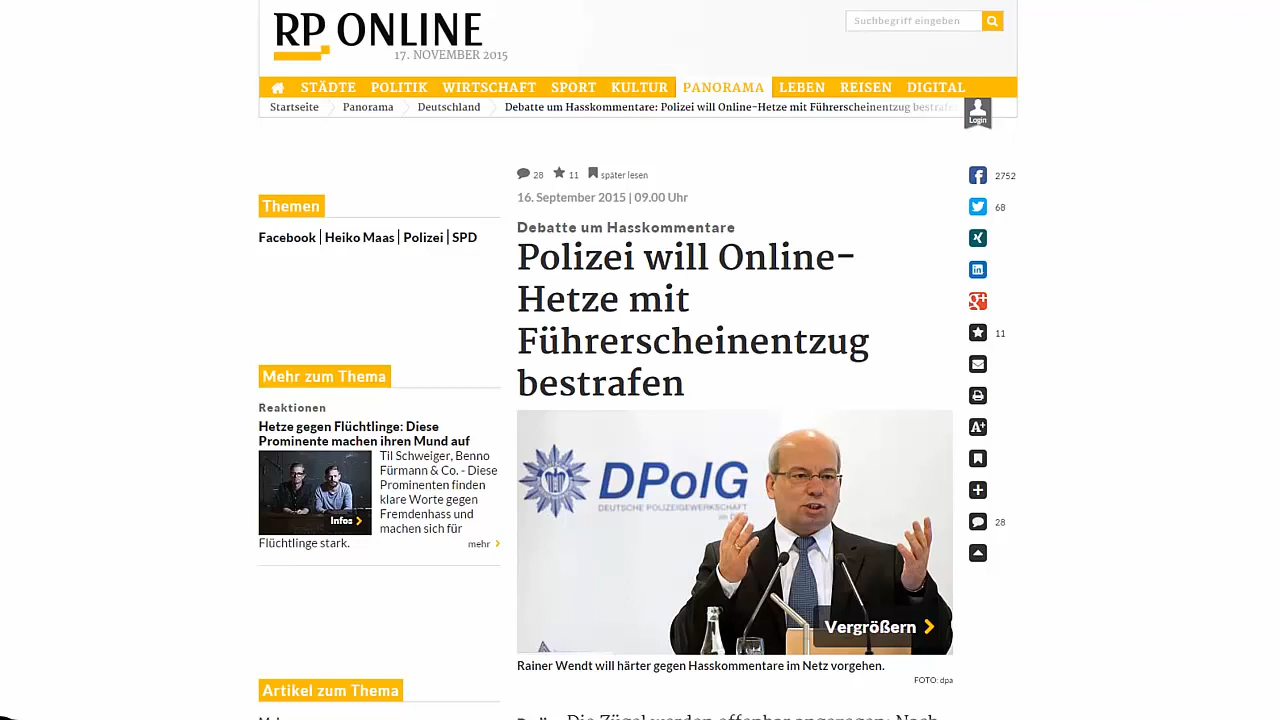 RP ONLINE
17. NOVEMBER 2015
Suchbegriff eingeben
STÄDTE POLITIK WIRTSCHAFT SPORT KULTUR PANORAMA LEBEN REISEN DIGITAL
Startseite Panorama Deutschland Debatte um Hasskommentare: Polizei will Online-Hetze mit Führerscheinentzug bestrafen
Login
28 11 später lesen
16. September 2015 | 09.00 Uhr
Debatte um Hasskommentare
Polizei will Online-
Hetze mit
Führerscheinentzug
bestrafen
2752
68
11
A+
28
Themen
Facebook | Heiko Maas | Polizei | SPD
Mehr zum Thema
Reaktionen
Hetze gegen Flüchtlinge: Diese
Prominente machen ihren Mund auf
Til Schweiger, Benno
Fürmann & Co. - Diese
Prominenten finden
klare Worte gegen
Fremdenhass und
machen sich für
Flüchtlinge stark.
Infos
mehr
DPolG
DEUTSCHE POLIZEIGEWERKSCHAFT
Vergrößern
Rainer Wendt will härter gegen Hasskommentare im Netz vorgehen.
FOTO: dpa
Artikel zum Thema